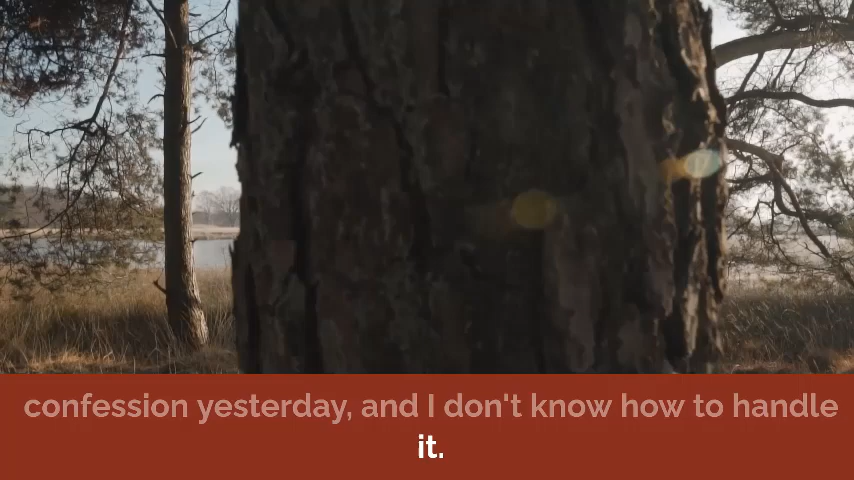 confession yesterday, and I don't know how to handle
it.